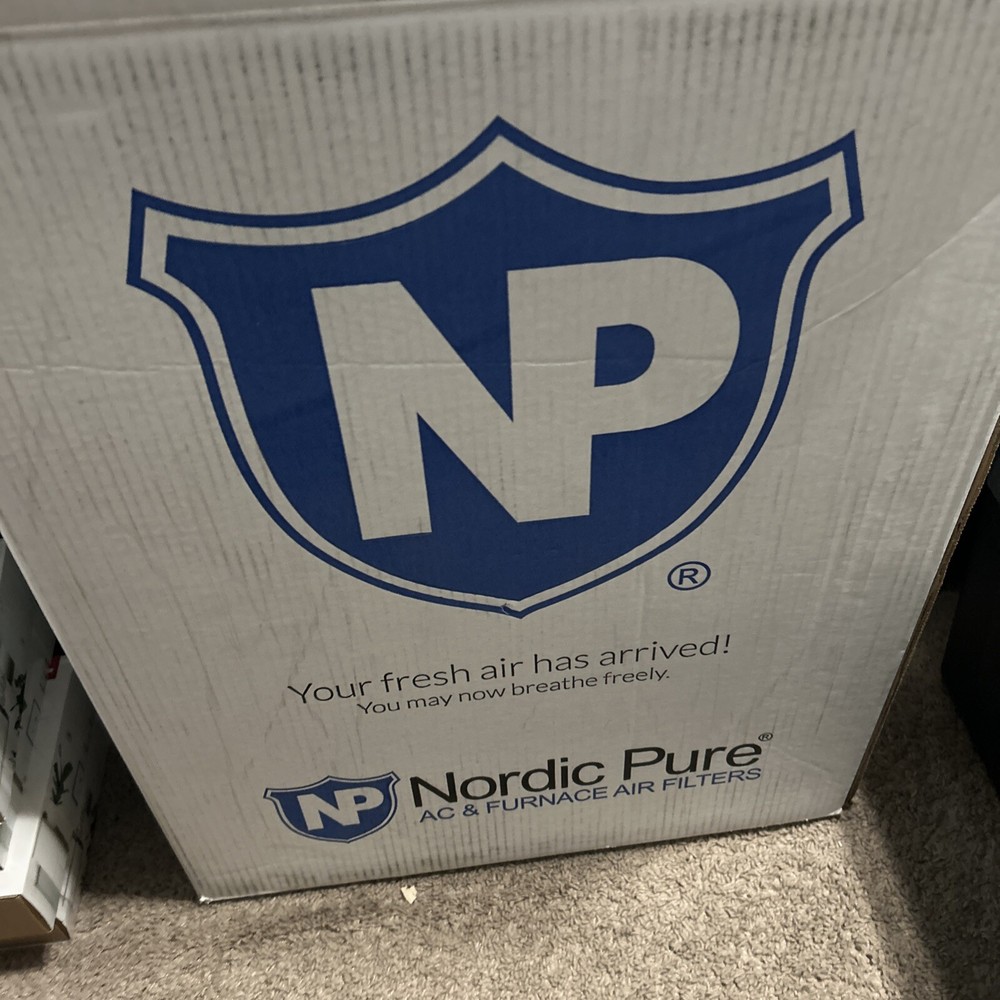 NP
®
Your fresh air has arrived!
You may now breathe freely.
NP Nordic Pure®
AC & FURNACE AIR FILTERS